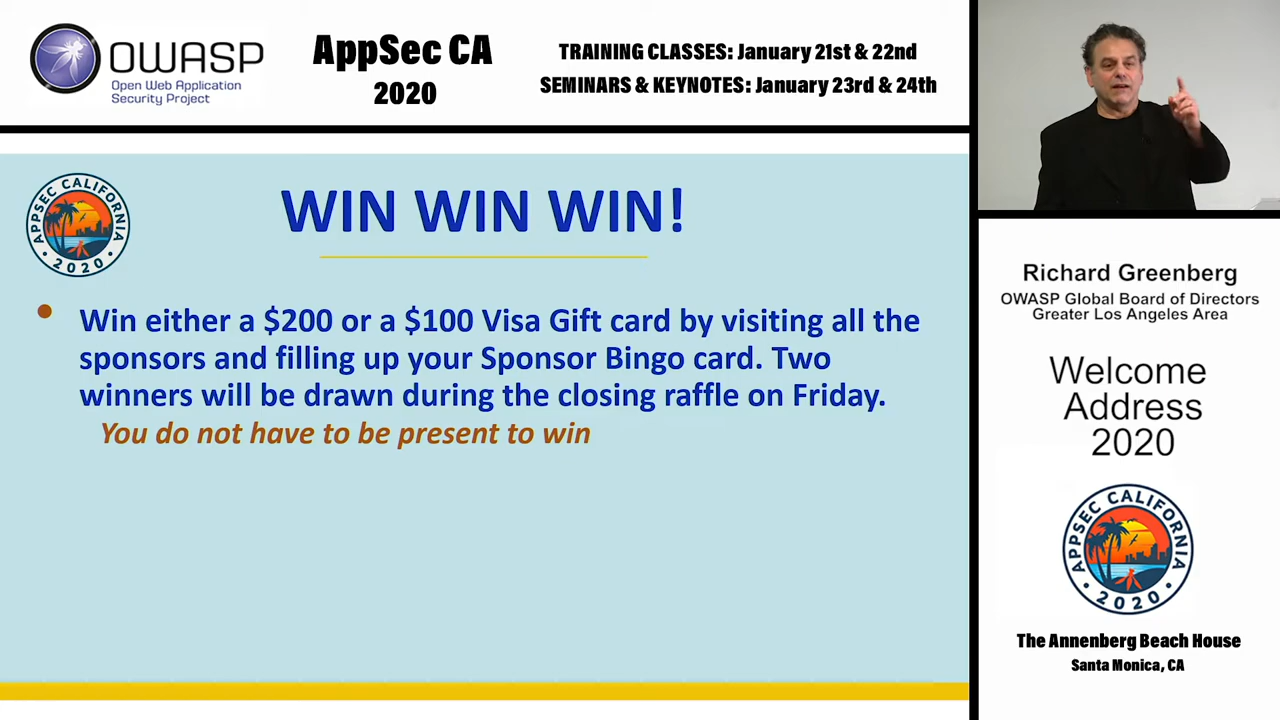 OWASP
Open Web Application
Security Project
AppSec CA
2020
TRAINING CLASSES: January 21st & 22nd
SEMINARS & KEYNOTES: January 23rd & 24th
APPSEC CALIFORNIA
• 2020 •
WIN WIN WIN!
• Win either a $200 or a $100 Visa Gift card by visiting all the
sponsors and filling up your Sponsor Bingo card. Two
winners will be drawn during the closing raffle on Friday.
You do not have to be present to win
Richard Greenberg
OWASP Global Board of Directors
Greater Los Angeles Area
Welcome
Address
2020
APPSEC CALIFORNIA
• 2020 •
The Annenberg Beach House
Santa Monica, CA